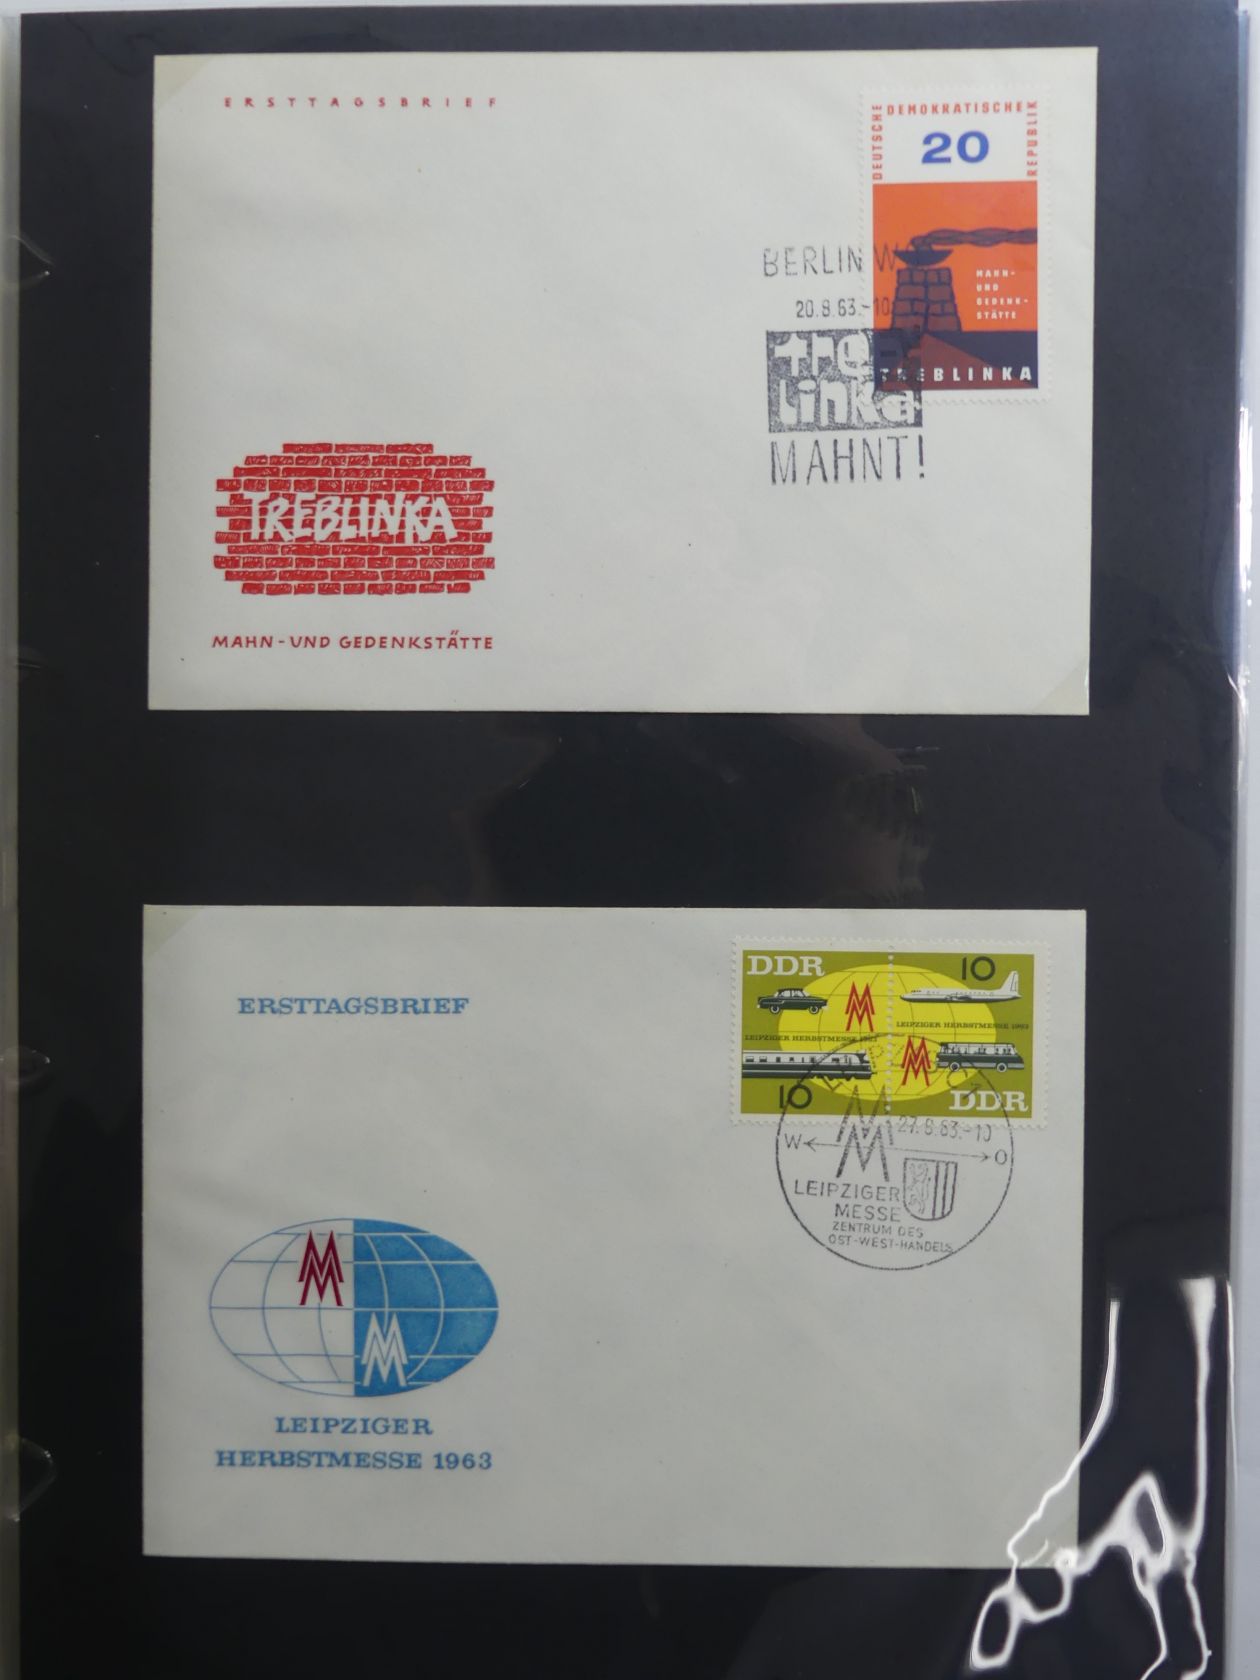 ERSTTAGSBRIEF
DEUTSCHE
DEMOKRATISCHE
REPUBLIK
20
MAHN-
UND
GEDENK-
STÄTTE
TREBLINKA
BERLIN W
20.8.63.-10
treb
linka
MAHNT!
TREBLINKA
MAHN-UND GEDENKSTÄTTE
ERSTTAGSBRIEF
DDR
LEIPZIGER HERBSTMESSE 1963
10
10
LEIPZIGER HERBSTMESSE 1963
DDR
27.8.63.-10
W
O
LEIPZIGER
MESSE
ZENTRUM DES
OST-WEST-HANDELS
LEIPZIGER
HERBSTMESSE 1963